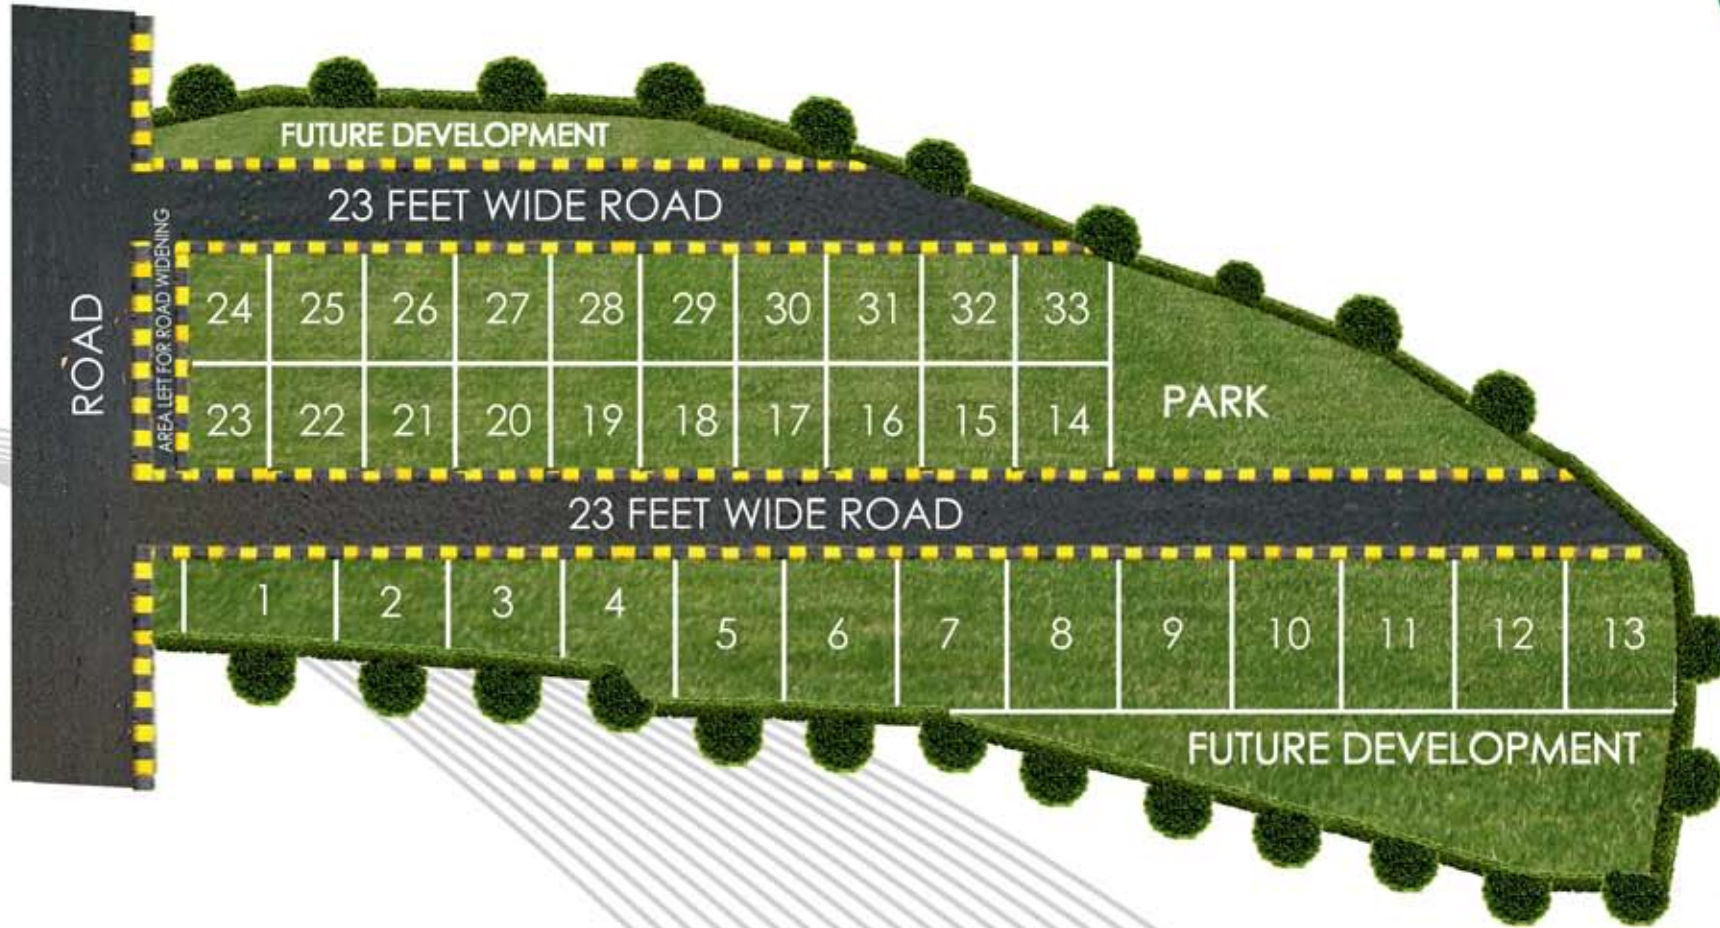 FUTURE DEVELOPMENT
23 FEET WIDE ROAD
ROAD
AREA LEFT FOR ROAD WIDENING
24 25 26 27 28 29 30 31 32 33
23 22 21 20 19 18 17 16 15 14
PARK
23 FEET WIDE ROAD
1 2 3 4 5 6 7 8 9 10 11 12 13
FUTURE DEVELOPMENT